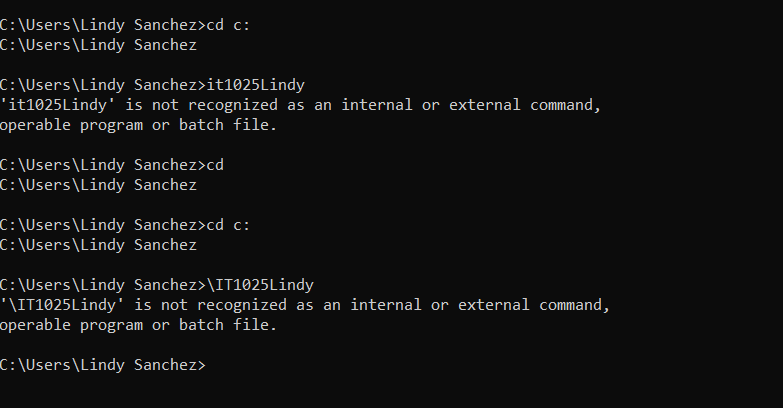 C:\Users\Lindy Sanchez>cd c:
C:\Users\Lindy Sanchez
C:\Users\Lindy Sanchez>it1025Lindy
'it1025Lindy' is not recognized as an internal or external command,
operable program or batch file.
C:\Users\Lindy Sanchez>cd
C:\Users\Lindy Sanchez
C:\Users\Lindy Sanchez>cd c:
C:\Users\Lindy Sanchez
C:\Users\Lindy Sanchez>\IT1025Lindy
'\IT1025Lindy' is not recognized as an internal or external command,
operable program or batch file.
C:\Users\Lindy Sanchez>